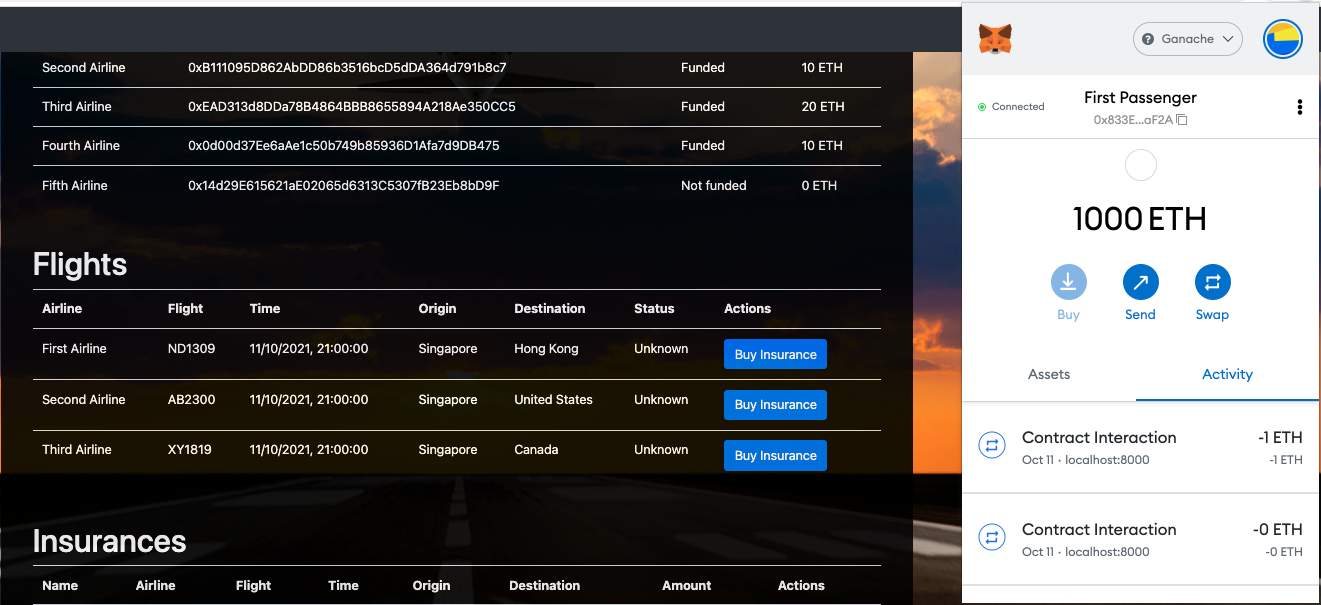 Second Airline 0xB111095D862AbDD86b3516bcD5dDA364d791b8c7 Funded 10 ETH
Third Airline 0xEAD313d8DDa78B4864BBB8655894A218Ae350CC5 Funded 20 ETH
Fourth Airline 0x0d00d37Ee6aAe1c50b749b85936D1Afa7d9DB475 Funded 10 ETH
Fifth Airline 0x14d29E615621aE02065d6313C5307fB23Eb8bD9F Not funded 0 ETH
Flights
Airline Flight Time Origin Destination Status Actions
First Airline ND1309 11/10/2021, 21:00:00 Singapore Hong Kong Unknown Buy Insurance
Second Airline AB2300 11/10/2021, 21:00:00 Singapore United States Unknown Buy Insurance
Third Airline XY1819 11/10/2021, 21:00:00 Singapore Canada Unknown Buy Insurance
Insurances
Name Airline Flight Time Origin Destination Amount Actions
Ganache
Connected
First Passenger
0x833E...aF2A
1000 ETH
Buy Send Swap
Assets Activity
Contract Interaction -1 ETH
Oct 11 · localhost:8000 -1 ETH
Contract Interaction -0 ETH
Oct 11 · localhost:8000 -0 ETH